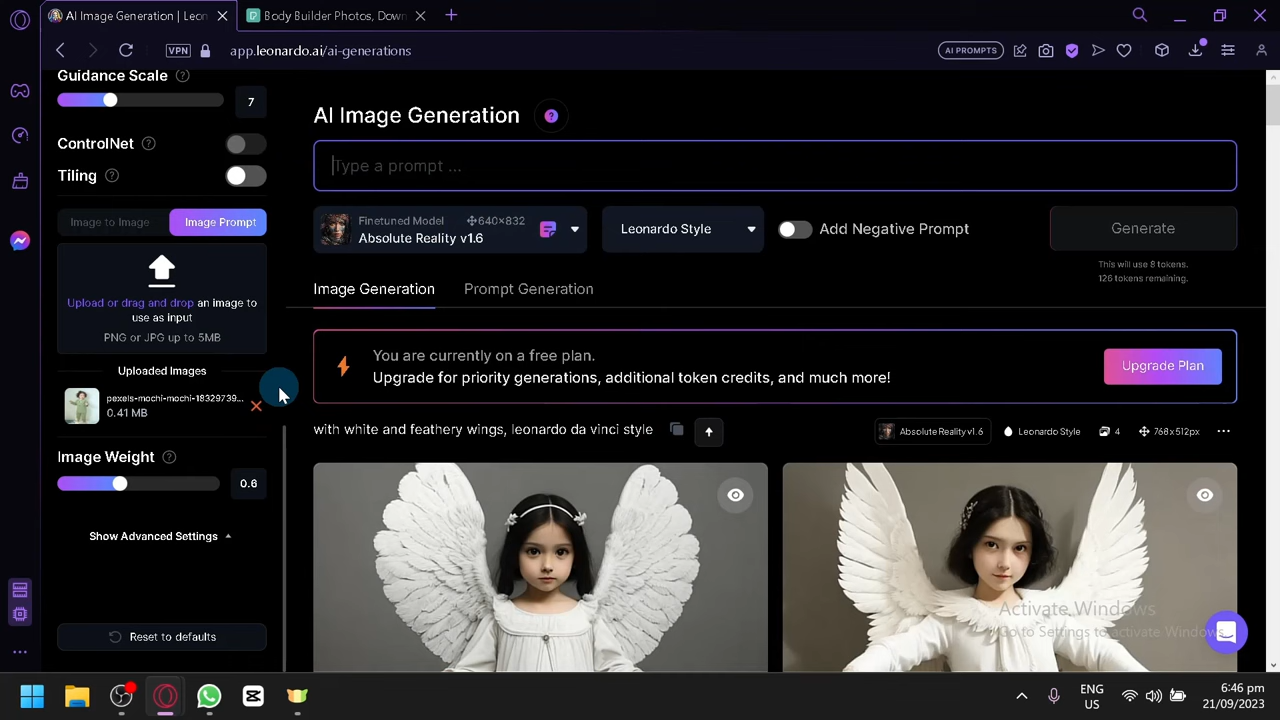 AI Image Generation | Leon
Body Builder Photos, Down
VPN
app.leonardo.ai/ai-generations
AI PROMPTS
Guidance Scale
7
ControlNet
Tiling
Image to Image
Image Prompt
Upload or drag and drop an image to
use as input
PNG or JPG up to 5MB
Uploaded Images
pexels-mochi-mochi-18329739...
0.41 MB
Image Weight
0.6
Show Advanced Settings
Reset to defaults
AI Image Generation
Type a prompt ...
Finetuned Model
640×832
Absolute Reality v1.6
Leonardo Style
Add Negative Prompt
Generate
This will use 8 tokens.
126 tokens remaining.
Image Generation
Prompt Generation
You are currently on a free plan.
Upgrade for priority generations, additional token credits, and much more!
Upgrade Plan
with white and feathery wings, leonardo da vinci style
Absolute Reality v1.6
Leonardo Style
4
768x512px
Activate Windows
Go to Settings to activate Windows.
ENG
US
6:46 pm
21/09/2023